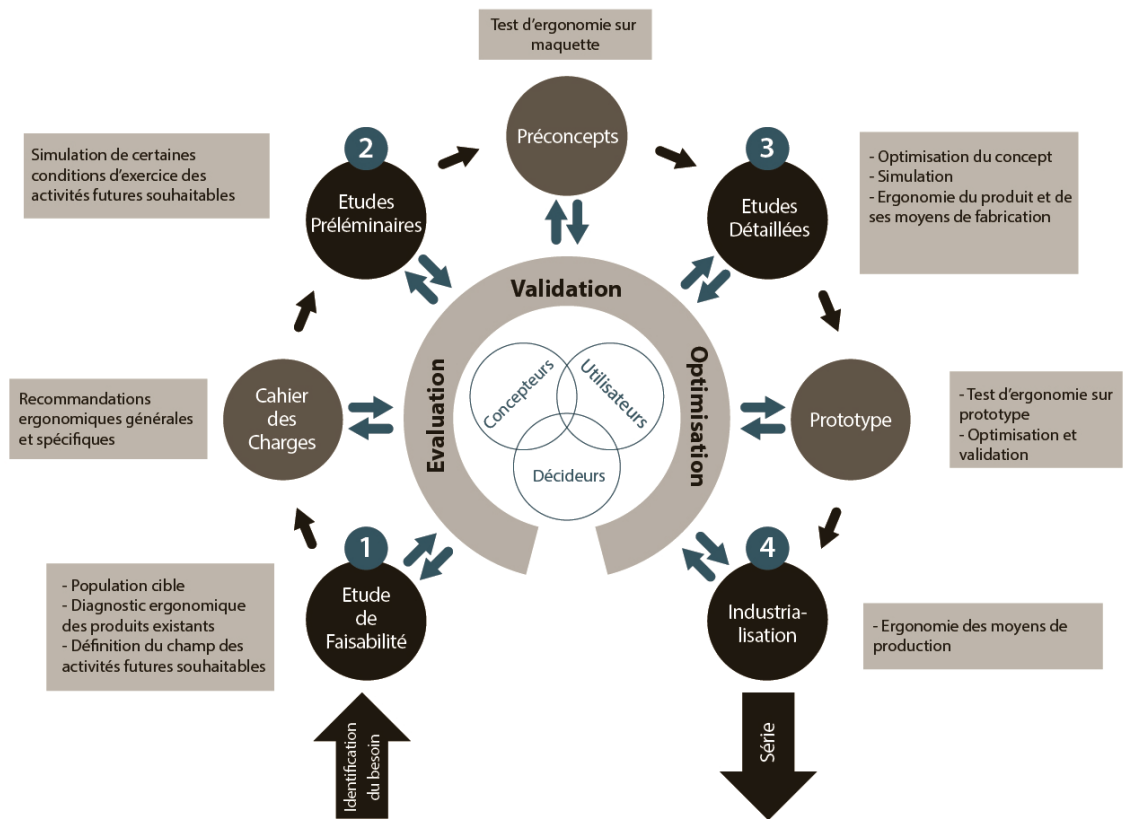 Test d'ergonomie sur
maquette
Préconcepts
2
3
Simulation de certaines
conditions d'exercice des
activités futures souhaitables
Etudes
Préléminaires
Etudes
Détaillées
- Optimisation du concept
- Simulation
- Ergonomie du produit et de
ses moyens de fabrication
Validation
Evaluation
Optimisation
Concepteurs
Utilisateurs
Décideurs
Recommandations
ergonomiques générales
et spécifiques
Cahier
des
Charges
Prototype
- Test d'ergonomie sur
prototype
- Optimisation et
validation
1
4
- Population cible
- Diagnostic ergonomique
des produits existants
- Définition du champ des
activités futures souhaitables
Etude
de
Faisabilité
Industria-
lisation
- Ergonomie des moyens de
production
Identification
du besoin
Série